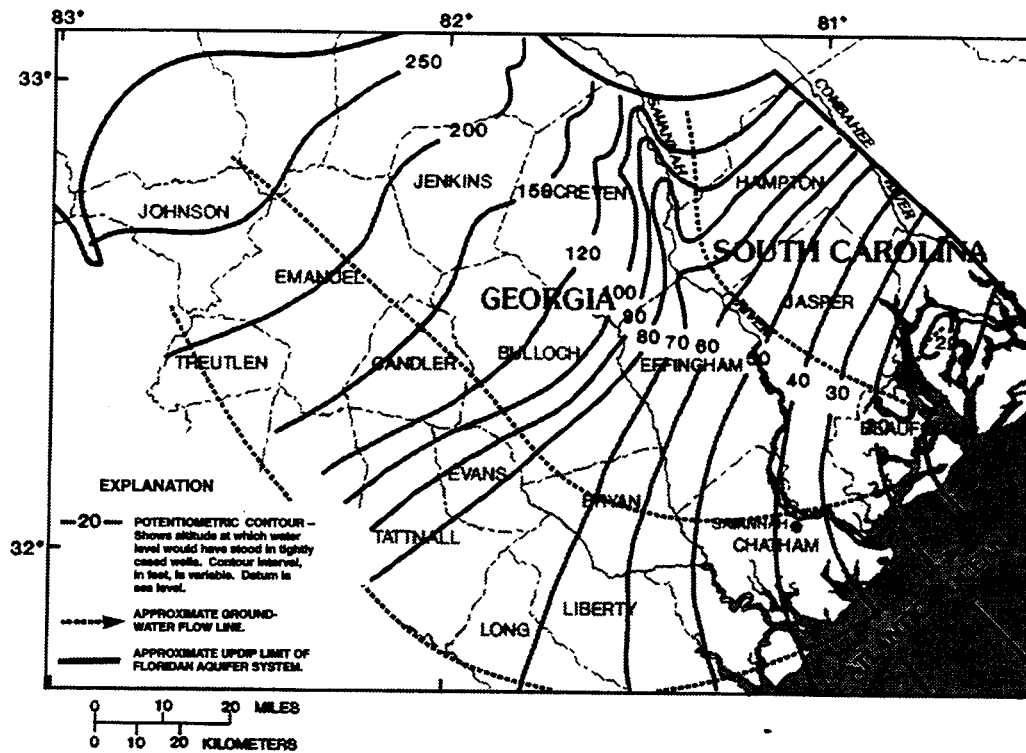 83°
82°
81°
33°
250
200
COMBAHEE
RIVER
SAVANNAH
JENKINS
SCREVEN
150
HAMPTON
JOHNSON
SOUTH CAROLINA
120
EMANUEL
GEORGIA
100
90
80
70
60
50
40
30
JASPER
RIVER
TREUTLEN
CANDLER
BULLOCH
EFFINGHAM
BEAUF
EVANS
BRYAN
SAVANNAH
CHATHAM
TATTNALL
LIBERTY
LONG
32°
EXPLANATION
—20—
POTENTIOMETRIC CONTOUR –
Shows altitude at which water
level would have stood in tightly
cased wells. Contour interval,
in feet, is variable. Datum is
sea level.
APPROXIMATE GROUND-
WATER FLOW LINE.
APPROXIMATE UPDIP LIMIT OF
FLORIDAN AQUIFER SYSTEM.
0 10 20 MILES
0 10 20 KILOMETERS